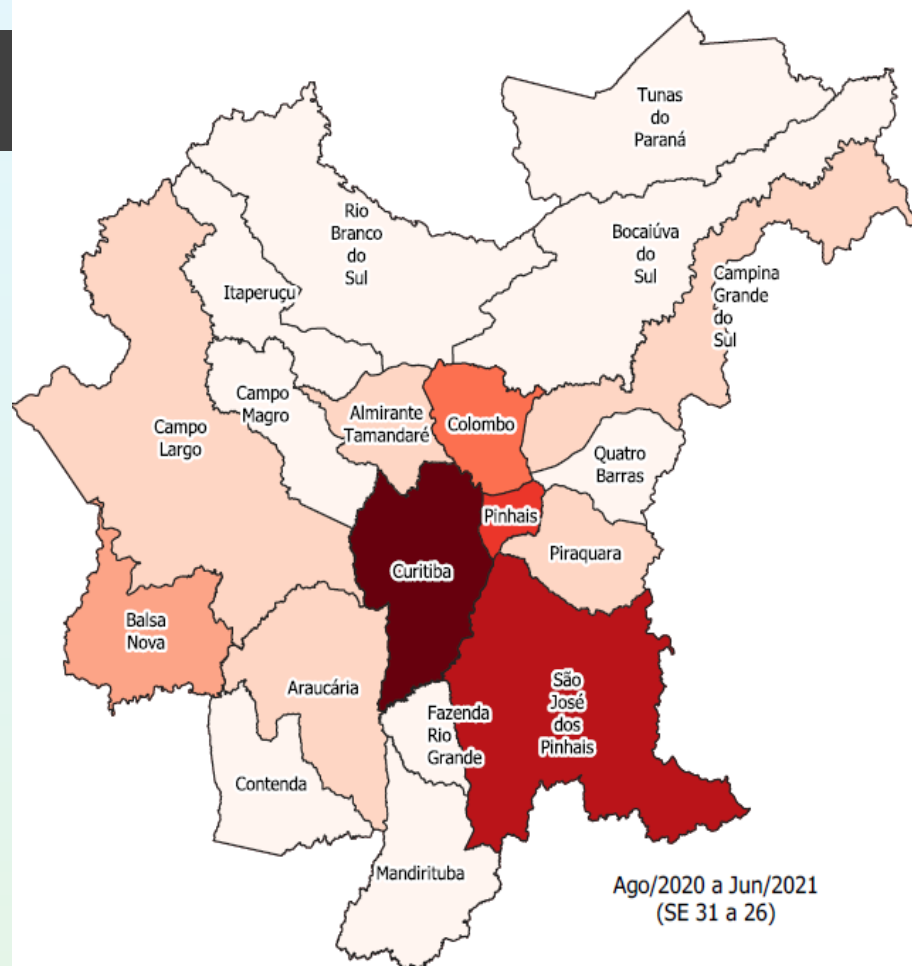 Tunas
do
Paraná
Rio
Branco
do
Sul
Bocaiúva
do
Sul
Itaperuçu
Campina
Grande
do
Sul
Campo
Magro
Almirante
Tamandaré
Colombo
Campo
Largo
Quatro
Barras
Pinhais
Piraquara
Curitiba
Balsa
Nova
Araucária
São
José
dos
Pinhais
Fazenda
Rio
Grande
Contenda
Mandirituba
Ago/2020 a Jun/2021
(SE 31 a 26)